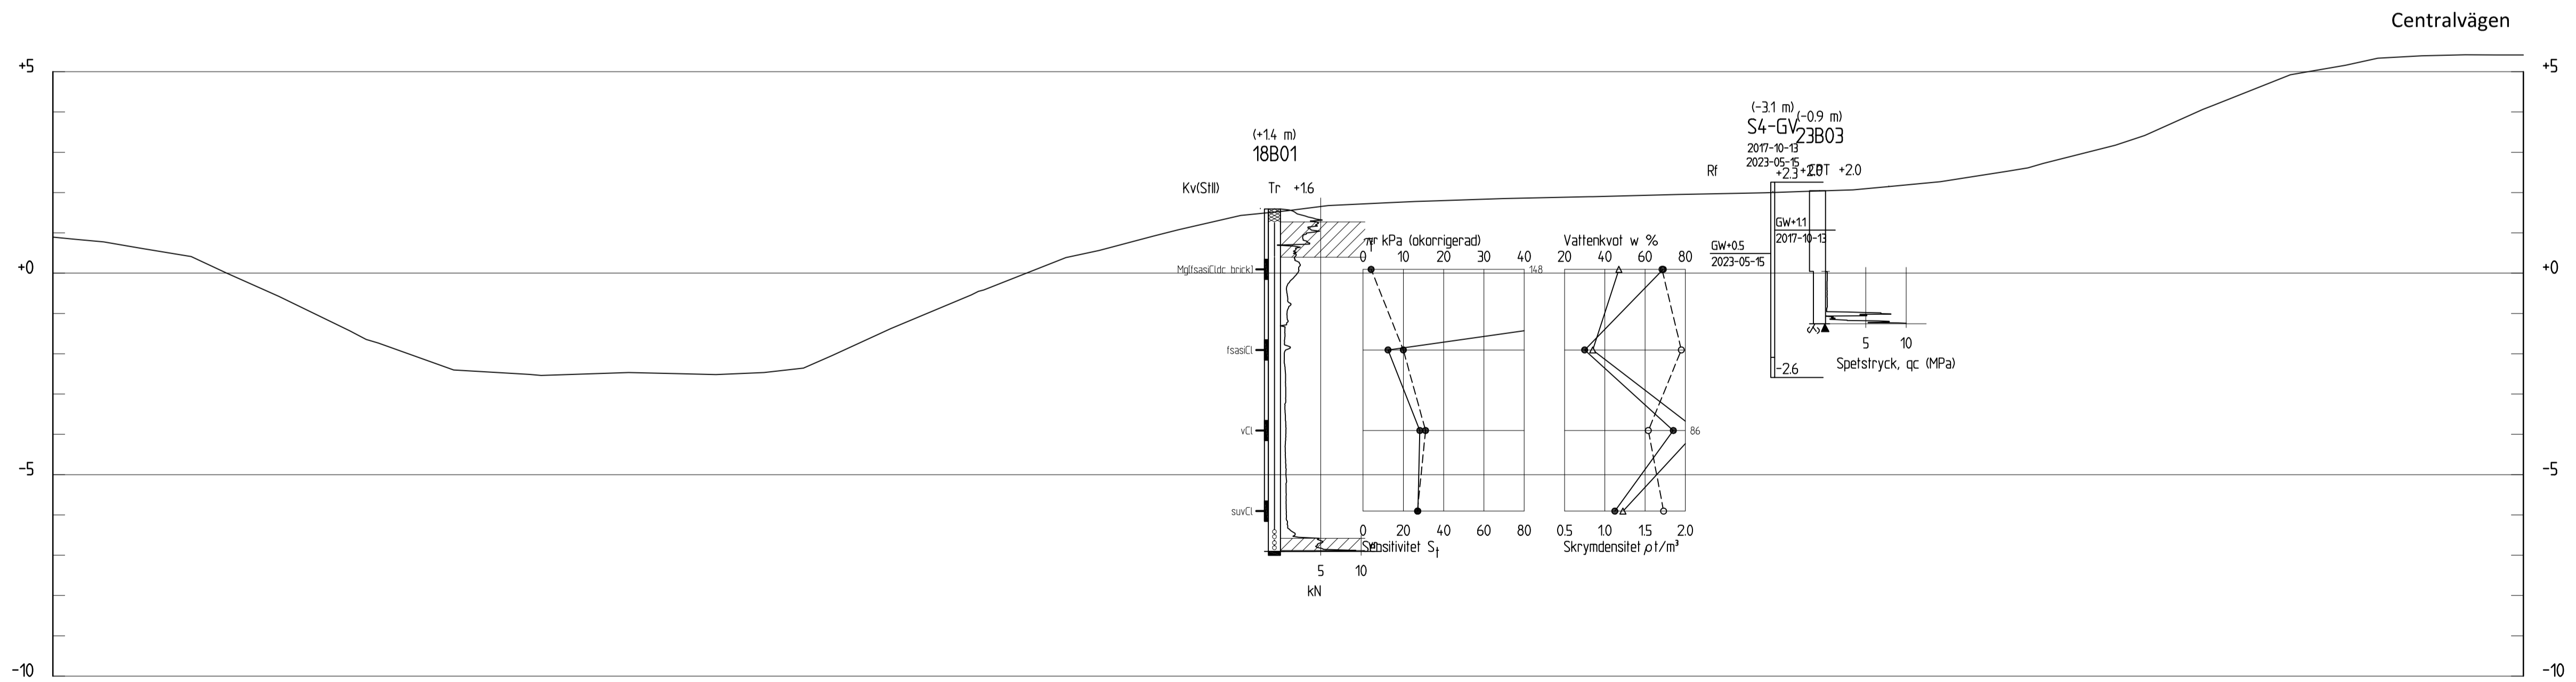 Centralvägen
+5
+5
(-3.1 m)
(-0.9 m)
S4-GV
23B03
(+1.4 m)
18B01
2017-10-13
2023-05-15
Rf
+2.3
+2.0
CPT +2.0
Kv(StII)
Tr +1.6
GW+1.1
2017-10-13
GW+0.5
2023-05-15
kPa (okorrigerad)
Vattenkvot w %
0 10 20 30 40
20 40 60 80
+0
+0
Mg[fsasiCldc brick]
148
5 10
Spetstryck, qc (MPa)
fsasiCl
-2.6
vCl
86
-5
-5
suvCl
0 20 40 60 80
0.5 1.0 1.5 2.0
Sensitivitet St
Skrymdensitet ρ t/m³
5 10
kN
-10
-10